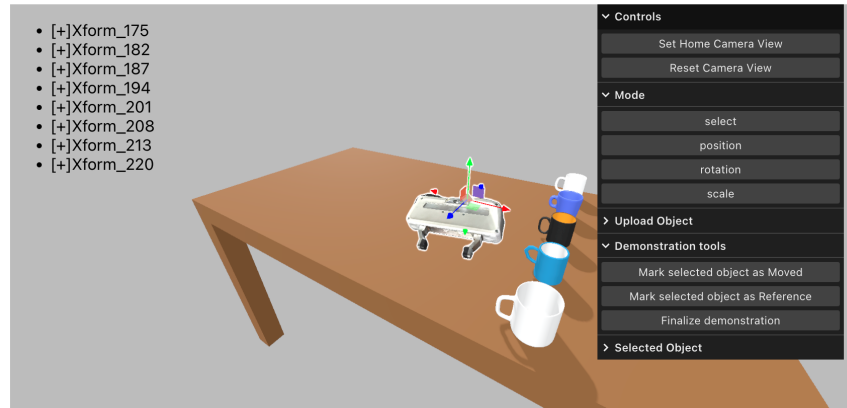 [+]Xform_175
[+]Xform_182
[+]Xform_187
[+]Xform_194
[+]Xform_201
[+]Xform_208
[+]Xform_213
[+]Xform_220
Controls
Set Home Camera View
Reset Camera View
Mode
select
position
rotation
scale
Upload Object
Demonstration tools
Mark selected object as Moved
Mark selected object as Reference
Finalize demonstration
Selected Object